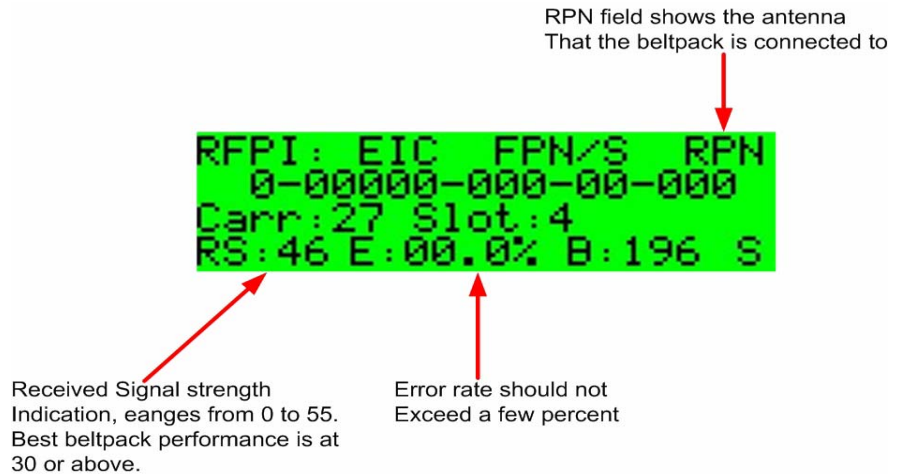 RPN field shows the antenna
That the beltpack is connected to
RFPI: EIC FPN/S RPN
0-00000-000-00-000
Carr:27 Slot:4
RS:46 E:00.0% B:196 S
Received Signal strength
Indication, eanges from 0 to 55.
Best beltpack performance is at
30 or above.
Error rate should not
Exceed a few percent